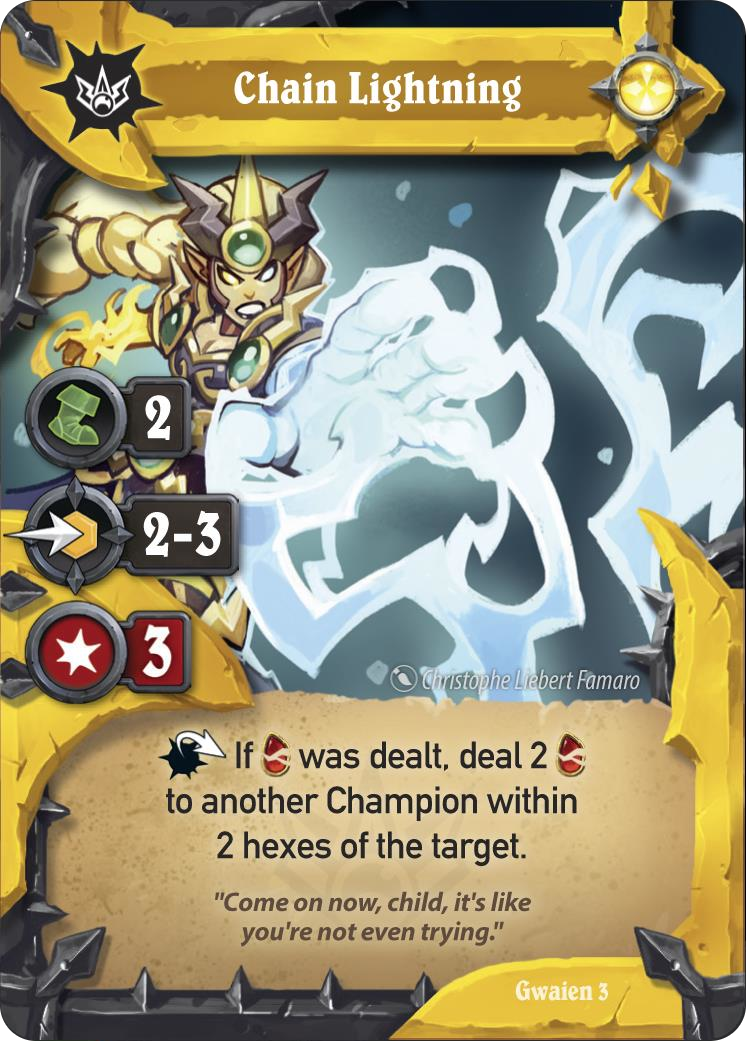 Chain Lightning
2
2-3
3
Christophe Liebert Famaro
If was dealt, deal 2
to another Champion within
2 hexes of the target.
"Come on now, child, it's like
you're not even trying."
Gwaien 3